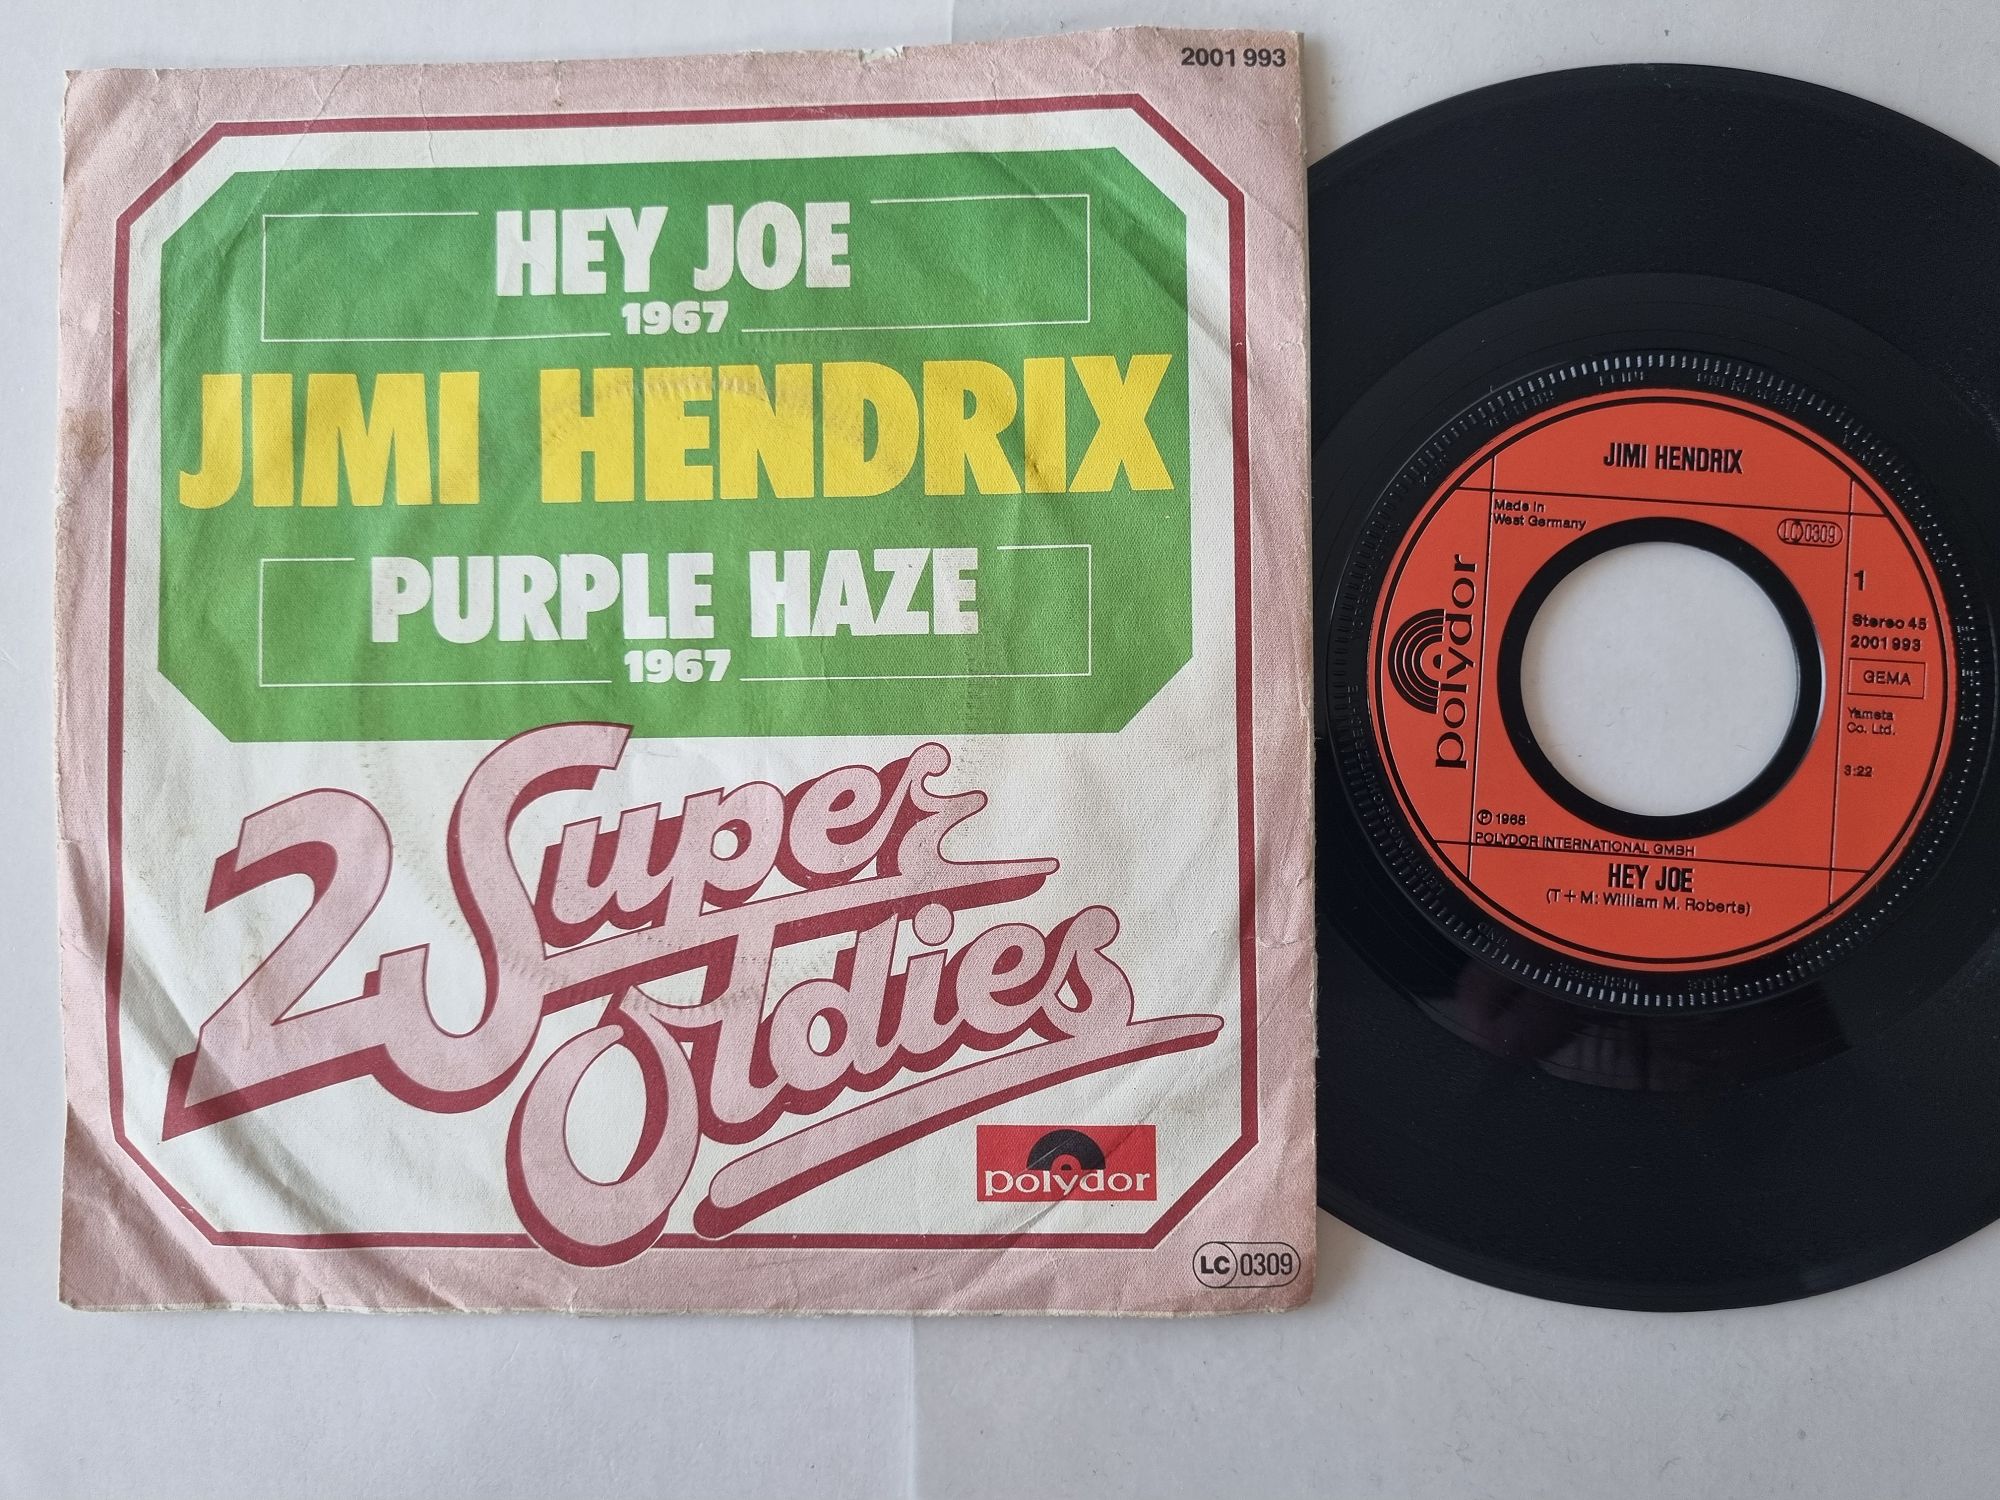 2001 993
HEY JOE
1967
JIMI HENDRIX
PURPLE HAZE
1967
2 Super
Oldies
polydor
LC 0309
JIMI HENDRIX
Made in
West Germany
LC 0309
polydor
1
Stereo 45
2001 993
GEMA
Yameta
Co. Ltd.
3:22
℗ 1968
POLYDOR INTERNATIONAL GMBH
HEY JOE
(T + M: William M. Roberts)